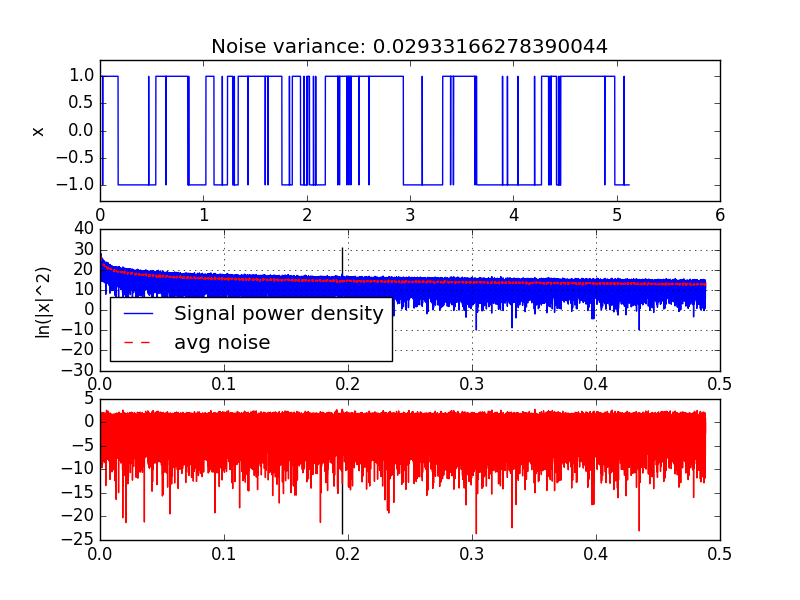 Noise variance: 0.02933166278390044
1.0
0.5
0.0
−0.5
−1.0
x
0 1 2 3 4 5 6
40
30
20
10
0
−10
−20
−30
ln(|x|^2)
Signal power density
avg noise
0.0 0.1 0.2 0.3 0.4 0.5
5
0
−5
−10
−15
−20
−25
0.0 0.1 0.2 0.3 0.4 0.5